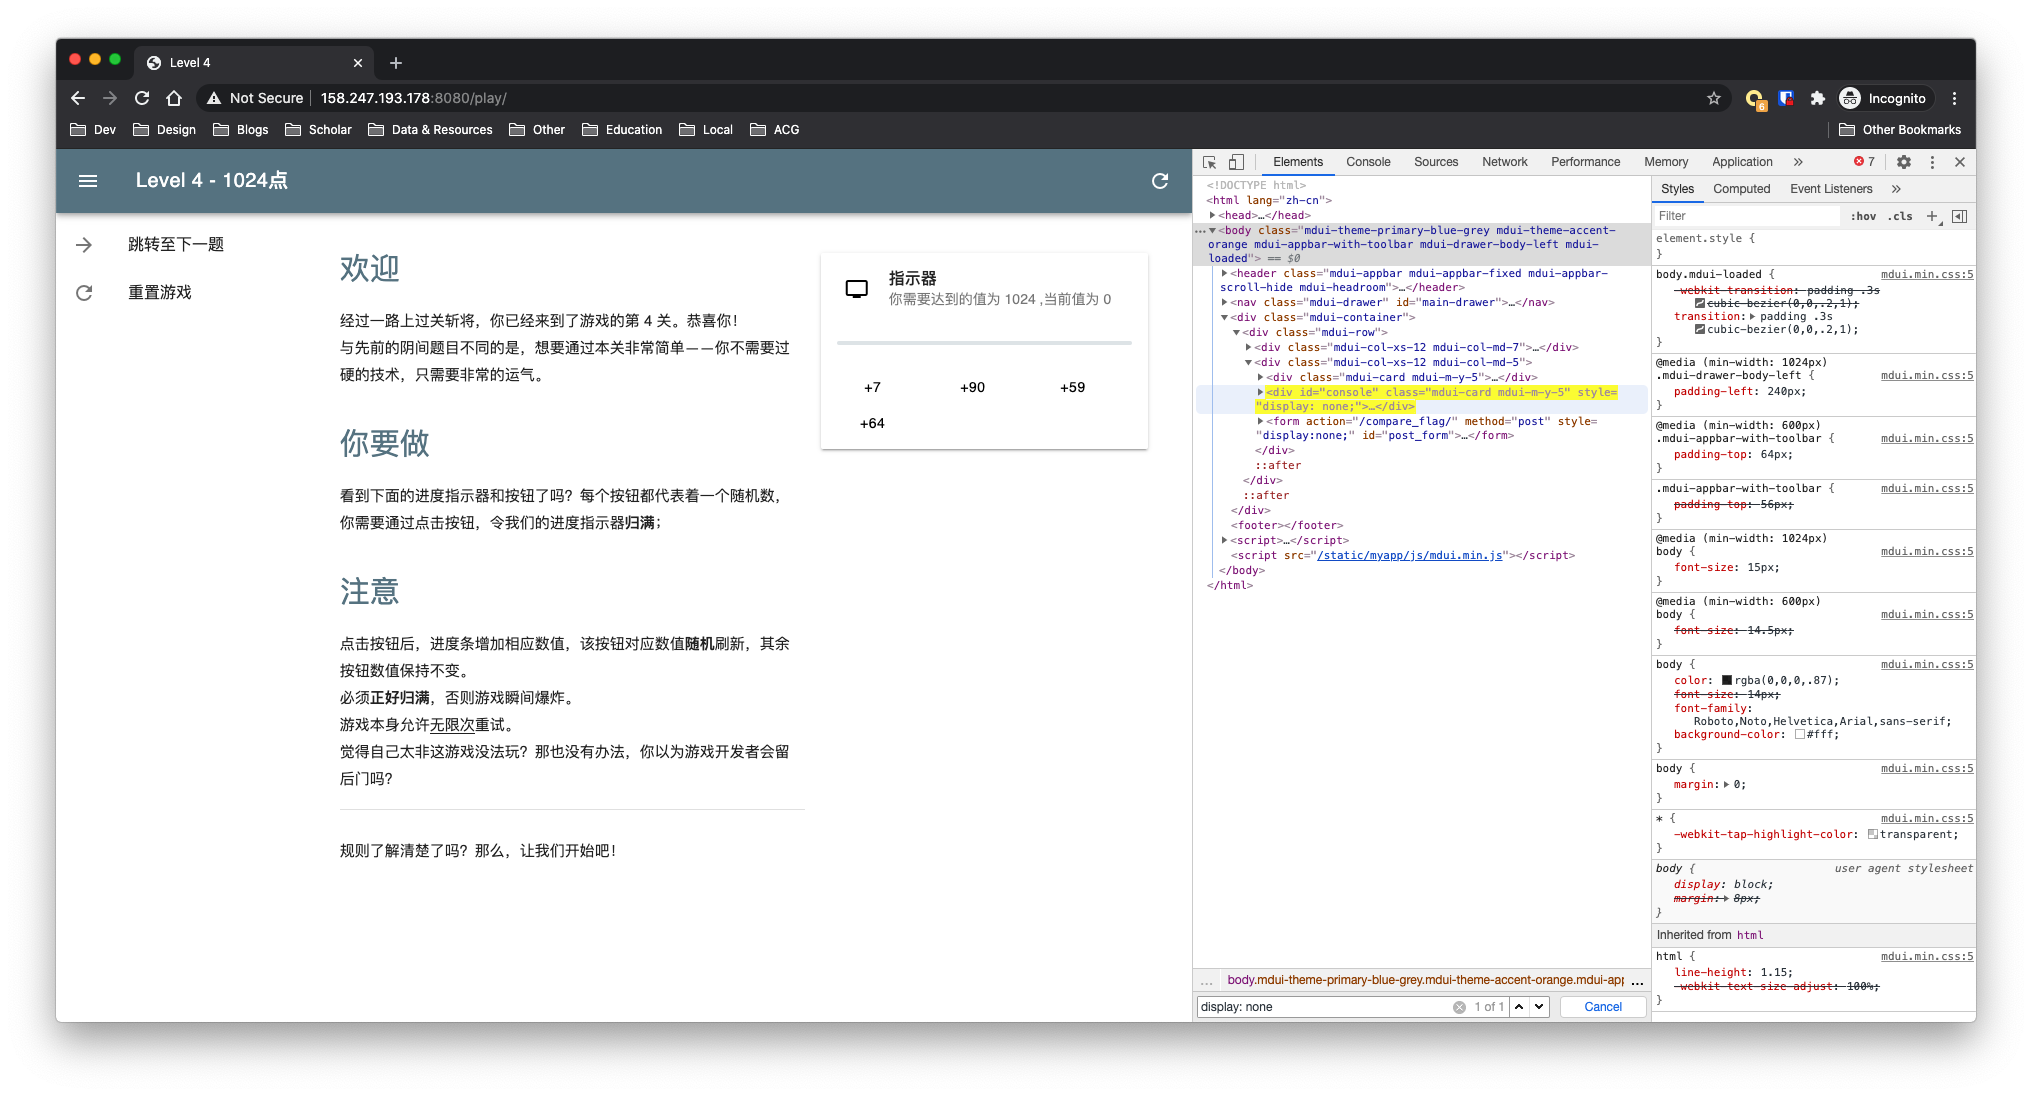 Level 4
Not Secure
158.247.193.178:8080/play/
6
Incognito
Dev
Design
Blogs
Scholar
Data & Resources
Other
Education
Local
ACG
Other Bookmarks
Level 4 - 1024点
跳转至下一题
重置游戏
欢迎
经过一路上过关斩将，你已经来到了游戏的第 4 关。恭喜你！
与先前的阴间题目不同的是，想要通过本关非常简单——你不需要过
硬的技术，只需要非常的运气。
你要做
看到下面的进度指示器和按钮了吗？每个按钮都代表着一个随机数，
你需要通过点击按钮，令我们的进度指示器归满；
注意
点击按钮后，进度条增加相应数值，该按钮对应数值随机刷新，其余
按钮数值保持不变。
必须正好归满，否则游戏瞬间爆炸。
游戏本身允许无限次重试。
觉得自己太非这游戏没法玩？那也没有办法，你以为游戏开发者会留
后门吗？
规则了解清楚了吗？那么，让我们开始吧！
指示器
你需要达到的值为 1024 ,当前值为 0
+7
+90
+59
+64
Elements
Console
Sources
Network
Performance
Memory
Application
7
<!DOCTYPE html>
<html lang="zh-cn">
<head>…</head>
<body class="mdui-theme-primary-blue-grey mdui-theme-accent-
orange mdui-appbar-with-toolbar mdui-drawer-body-left mdui-
loaded"> == $0
<header class="mdui-appbar mdui-appbar-fixed mdui-appbar-
scroll-hide mdui-headroom">…</header>
<nav class="mdui-drawer" id="main-drawer">…</nav>
<div class="mdui-container">
<div class="mdui-row">
<div class="mdui-col-xs-12 mdui-col-md-7">…</div>
<div class="mdui-col-xs-12 mdui-col-md-5">
<div class="mdui-card mdui-m-y-5">…</div>
<div id="console" class="mdui-card mdui-m-y-5" style=
"display: none;">…</div>
<form action="/compare_flag/" method="post" style=
"display:none;" id="post_form">…</form>
</div>
::after
</div>
::after
</div>
<footer></footer>
<script>…</script>
<script src="/static/myapp/js/mdui.min.js"></script>
</body>
</html>
… body.mdui-theme-primary-blue-grey.mdui-theme-accent-orange.mdui-app …
display: none
1 of 1
Cancel
Styles
Computed
Event Listeners
Filter
:hov .cls
element.style {
}
body.mdui-loaded { mdui.min.css:5
-webkit-transition: padding .3s
cubic-bezier(0,0,.2,1);
transition: padding .3s
cubic-bezier(0,0,.2,1);
}
@media (min-width: 1024px)
.mdui-drawer-body-left { mdui.min.css:5
padding-left: 240px;
}
@media (min-width: 600px)
.mdui-appbar-with-toolbar { mdui.min.css:5
padding-top: 64px;
}
.mdui-appbar-with-toolbar { mdui.min.css:5
padding-top: 56px;
}
@media (min-width: 1024px)
body { mdui.min.css:5
font-size: 15px;
}
@media (min-width: 600px)
body { mdui.min.css:5
font-size: 14.5px;
}
body { mdui.min.css:5
color: rgba(0,0,0,.87);
font-size: 14px;
font-family:
Roboto,Noto,Helvetica,Arial,sans-serif;
background-color: #fff;
}
body { mdui.min.css:5
margin: 0;
}
* { mdui.min.css:5
-webkit-tap-highlight-color: transparent;
}
body { user agent stylesheet
display: block;
margin: 8px;
}
Inherited from html
html { mdui.min.css:5
line-height: 1.15;
-webkit-text-size-adjust: 100%;
}